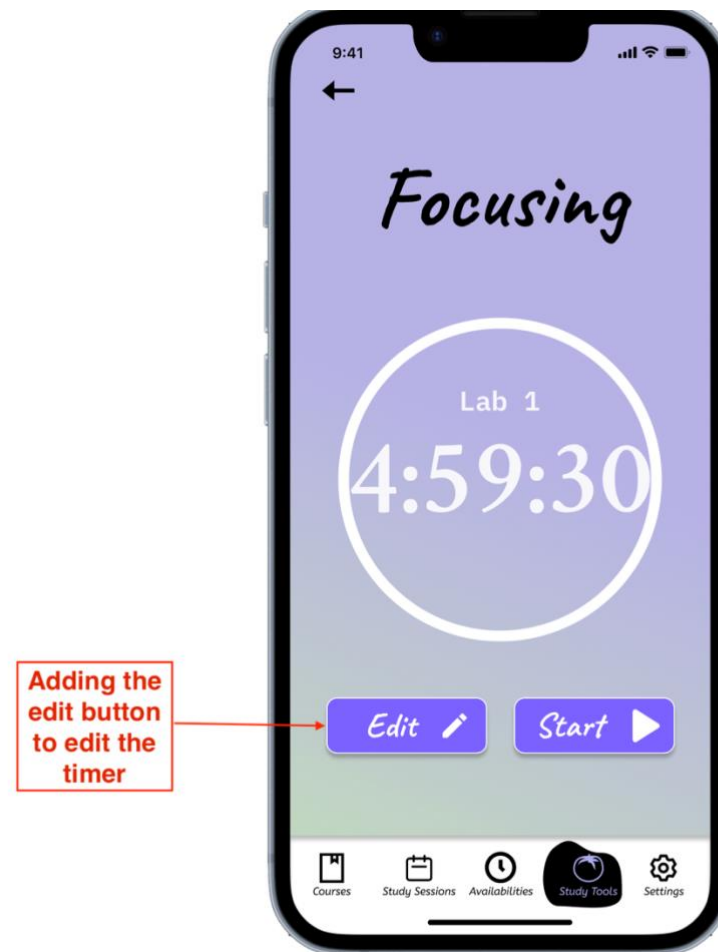 9:41
Focusing
Lab 1
4:59:30
Adding the
edit button
to edit the
timer
Edit
Start
Courses
Study Sessions
Availabilities
Study Tools
Settings